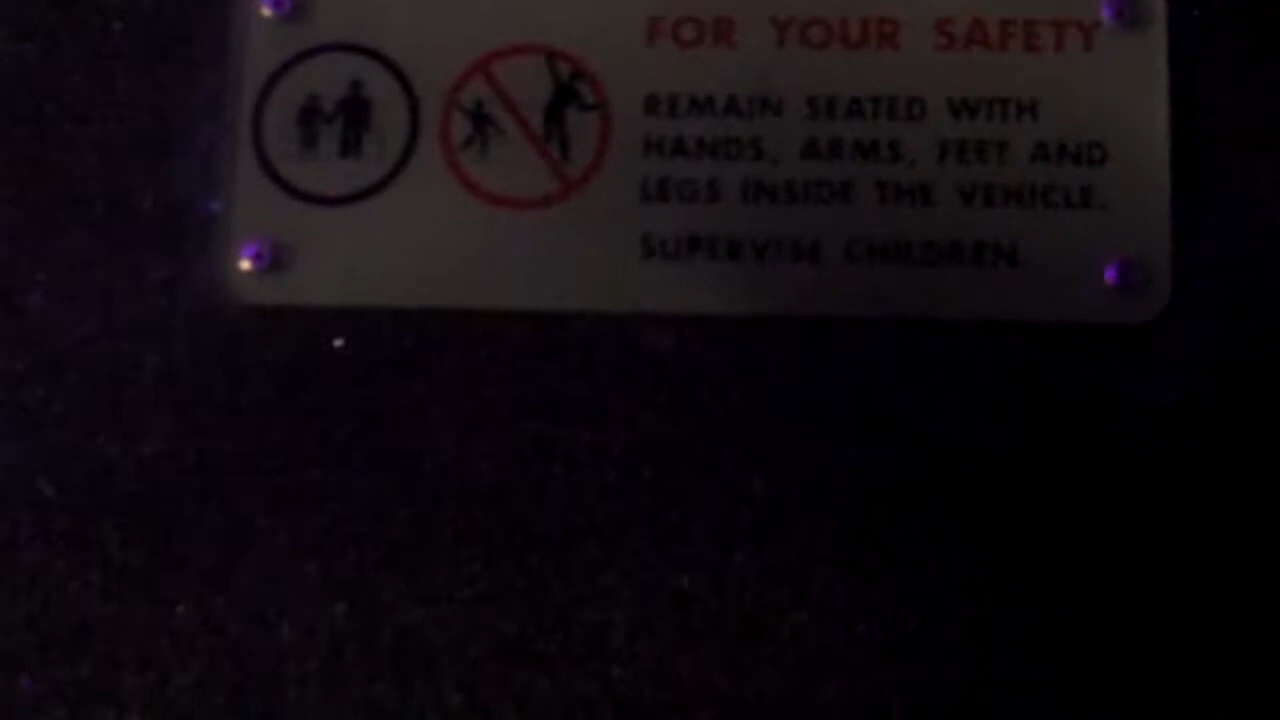 FOR YOUR SAFETY
REMAIN SEATED WITH
HANDS, ARMS, FEET AND
LEGS INSIDE THE VEHICLE.
SUPERVISE CHILDREN